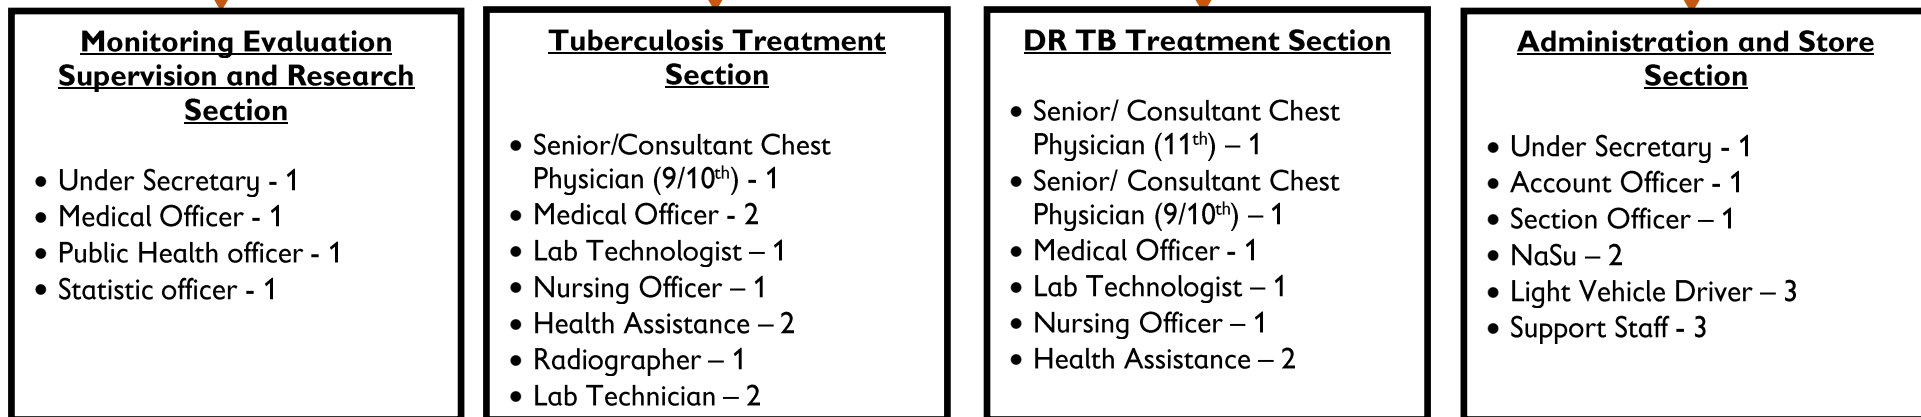 Monitoring Evaluation
Supervision and Research
Section
• Under Secretary - 1
• Medical Officer - 1
• Public Health officer - 1
• Statistic officer - 1
Tuberculosis Treatment
Section
• Senior/Consultant Chest
Physician (9/10th) - 1
• Medical Officer - 2
• Lab Technologist – 1
• Nursing Officer – 1
• Health Assistance – 2
• Radiographer – 1
• Lab Technician – 2
DR TB Treatment Section
• Senior/ Consultant Chest
Physician (11th) – 1
• Senior/ Consultant Chest
Physician (9/10th) – 1
• Medical Officer - 1
• Lab Technologist – 1
• Nursing Officer – 1
• Health Assistance – 2
Administration and Store
Section
• Under Secretary - 1
• Account Officer - 1
• Section Officer – 1
• NaSu – 2
• Light Vehicle Driver – 3
• Support Staff - 3